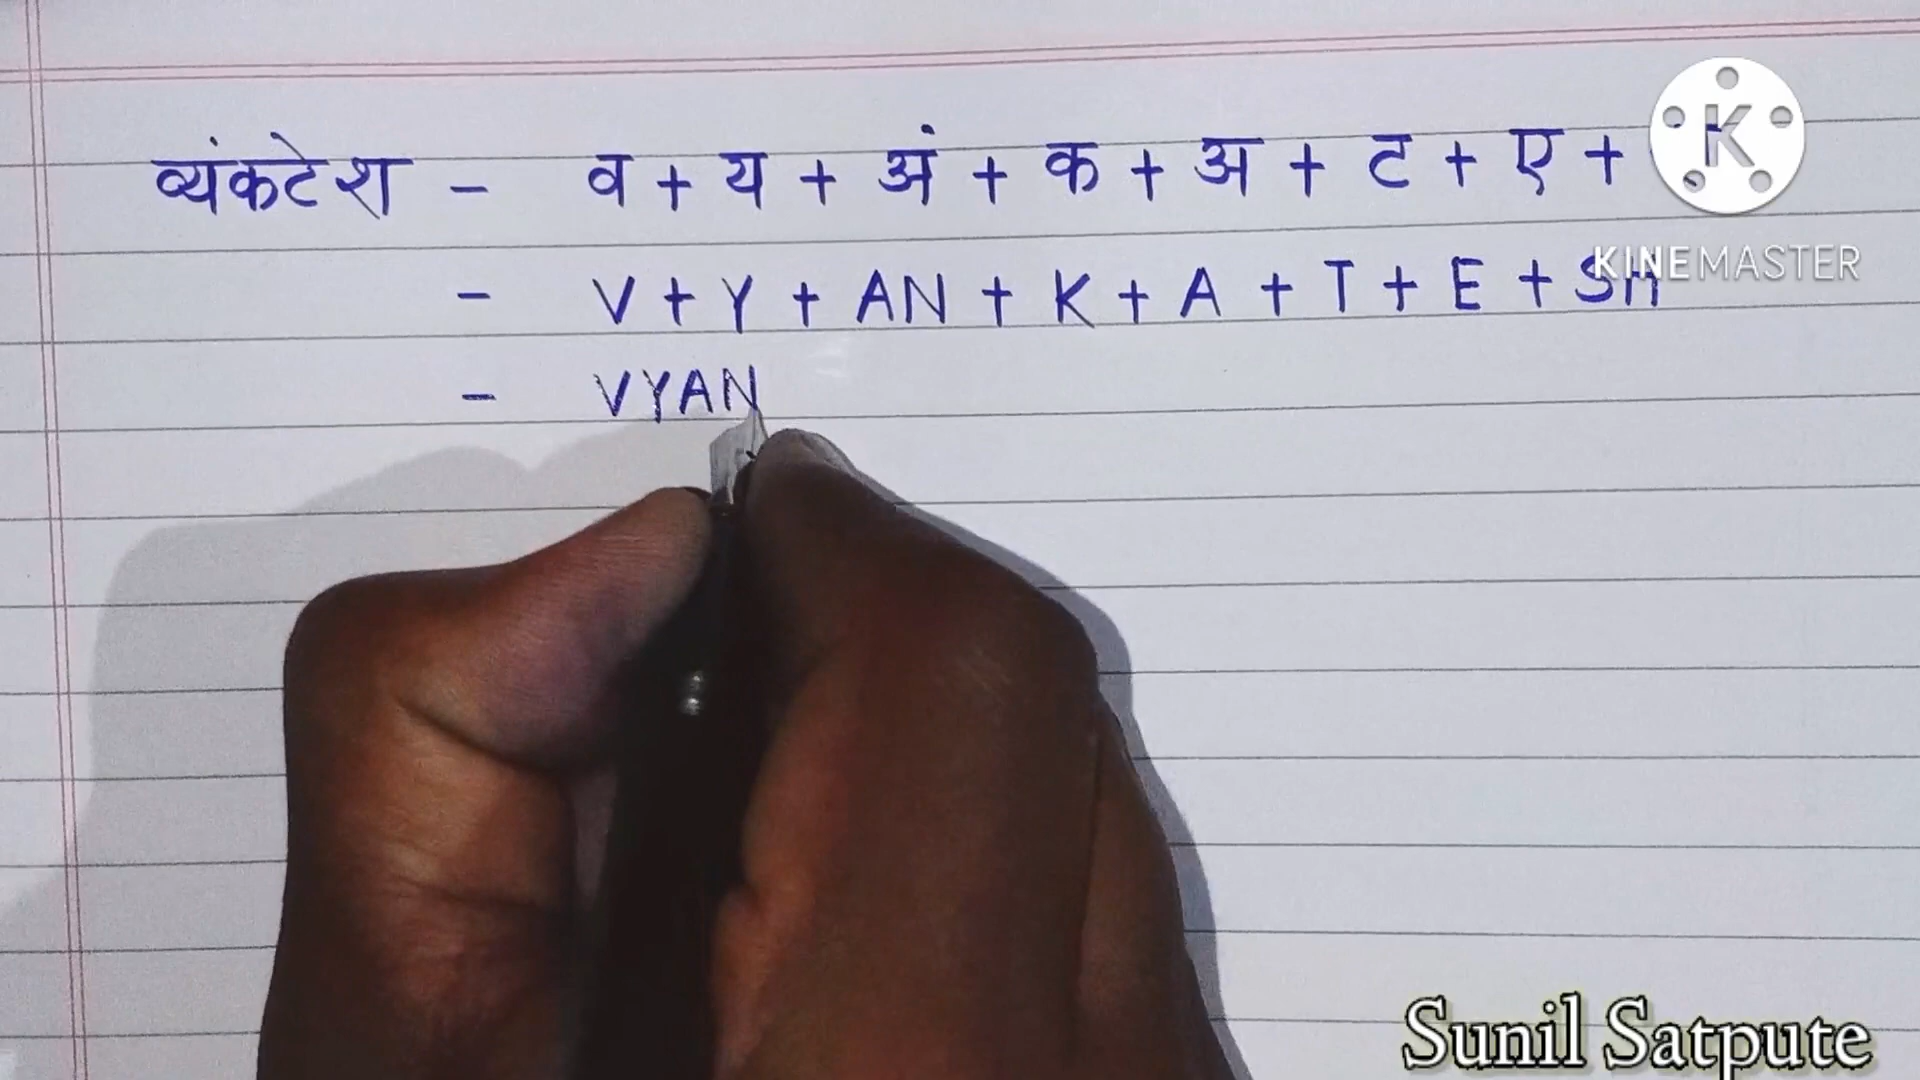 व्यंकटेश - व + य + अं + क + अ + ट + ए +
- V + Y + AN + K + A + T + E + SH
- VYAN
K
KINEMASTER
Sunil Satpute